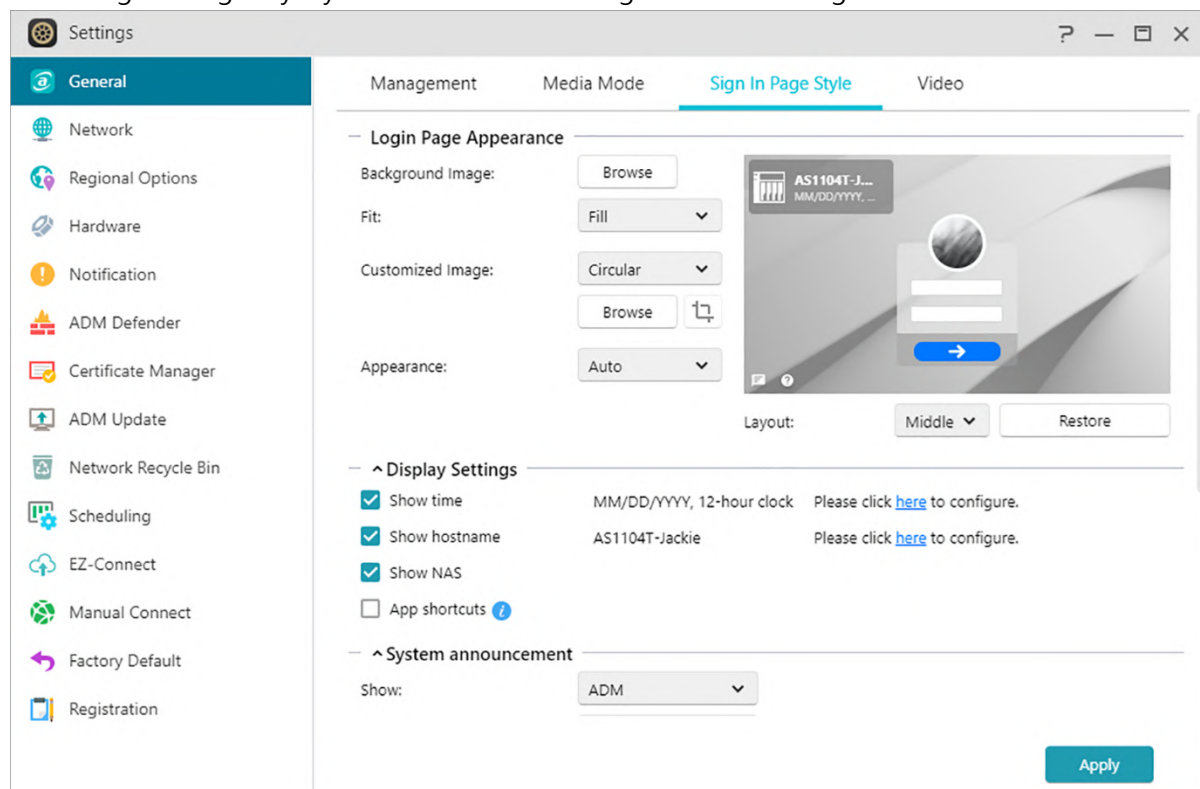 Settings
General
Network
Regional Options
Hardware
Notification
ADM Defender
Certificate Manager
ADM Update
Network Recycle Bin
Scheduling
EZ-Connect
Manual Connect
Factory Default
Registration
Management Media Mode Sign In Page Style Video
Login Page Appearance
Background Image: Browse
Fit: Fill
Customized Image: Circular
Browse
Appearance: Auto
AS1104T-J...
MM/DD/YYYY, ...
Layout: Middle Restore
Display Settings
Show time MM/DD/YYYY, 12-hour clock Please click here to configure.
Show hostname AS1104T-Jackie Please click here to configure.
Show NAS
App shortcuts
System announcement
Show: ADM
Apply